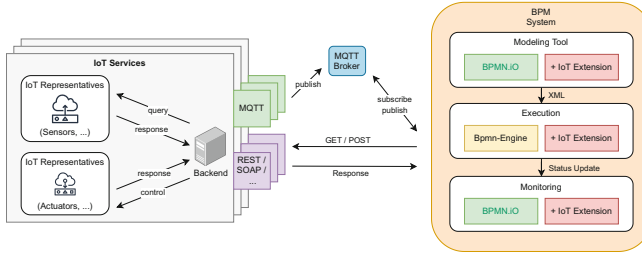 IoT Services
IoT Representatives
(Sensors, ...)
IoT Representatives
(Actuators, ...)
query
response
response
control
Backend
MQTT
REST /
SOAP /
...
publish
MQTT
Broker
subscribe
publish
GET / POST
Response
BPM
System
Modeling Tool
BPMN.iO
+ IoT Extension
XML
Execution
Bpmn-Engine
+ IoT Extension
Status Update
Monitoring
BPMN.iO
+ IoT Extension